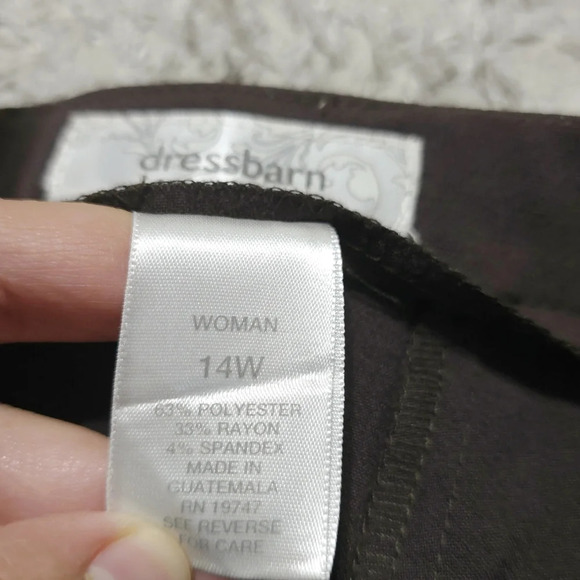 dressbarn
WOMAN
14W
63% POLYESTER
33% RAYON
4% SPANDEX
MADE IN
GUATEMALA
RN 19747
SEE REVERSE
FOR CARE